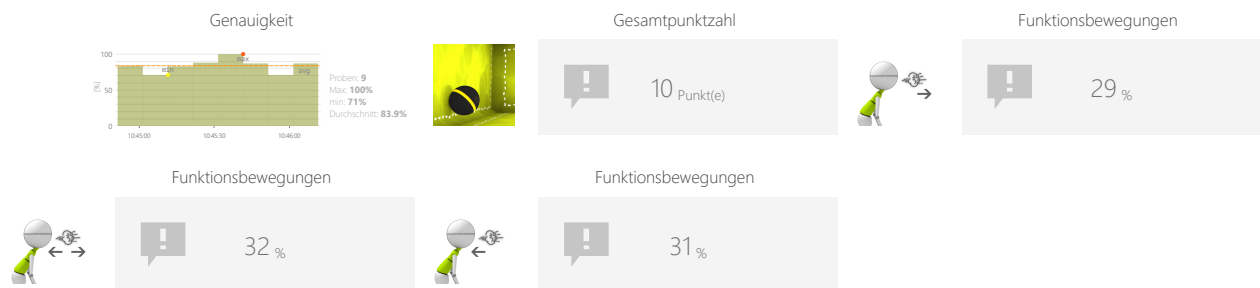 Genauigkeit
100
50
0
[%]
min
max
avg
10:45:00
10:45:30
10:46:00
Proben: 9
Max: 100%
min: 71%
Durchschnitt: 83.9%
Gesamtpunktzahl
10 Punkt(e)
Funktionsbewegungen
29 %
Funktionsbewegungen
32 %
Funktionsbewegungen
31 %